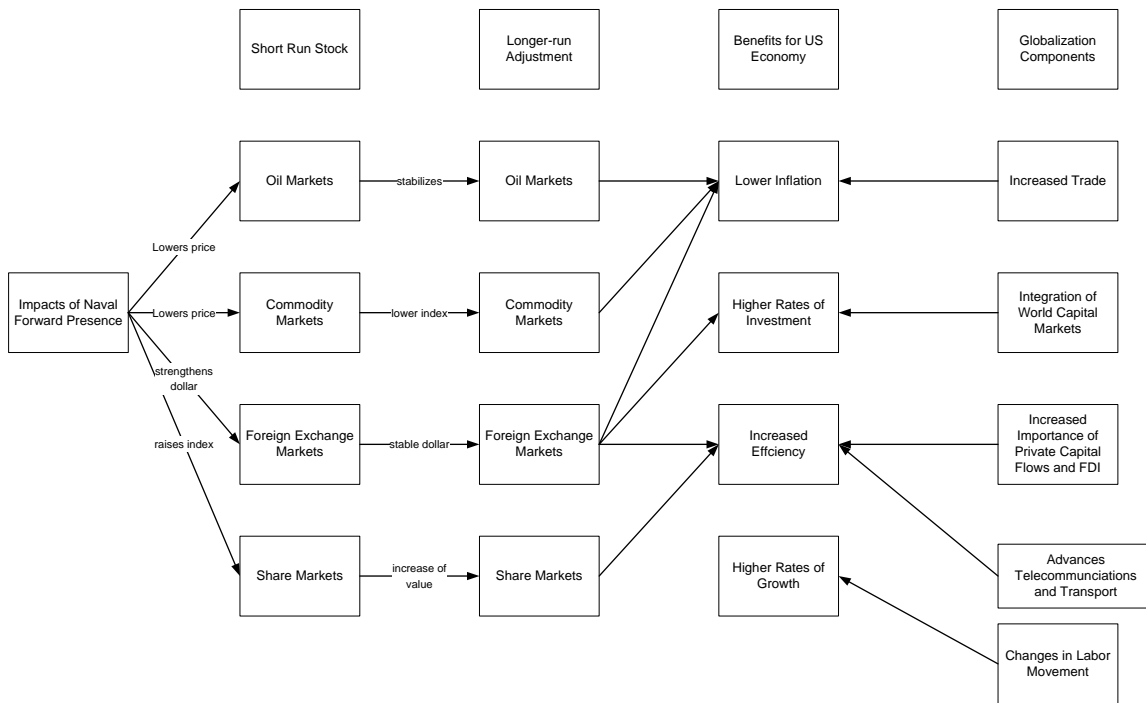 Short Run Stock
Longer-run
Adjustment
Benefits for US
Economy
Globalization
Components
Oil Markets
stabilizes
Oil Markets
Lower Inflation
Increased Trade
Lowers price
Impacts of Naval
Forward Presence
Lowers price
Commodity
Markets
lower index
Commodity
Markets
Higher Rates of
Investment
Integration of
World Capital
Markets
strengthens
dollar
raises index
Foreign Exchange
Markets
stable dollar
Foreign Exchange
Markets
Increased
Effciency
Increased
Importance of
Private Capital
Flows and FDI
Share Markets
increase of
value
Share Markets
Higher Rates of
Growth
Advances
Telecommunciations
and Transport
Changes in Labor
Movement